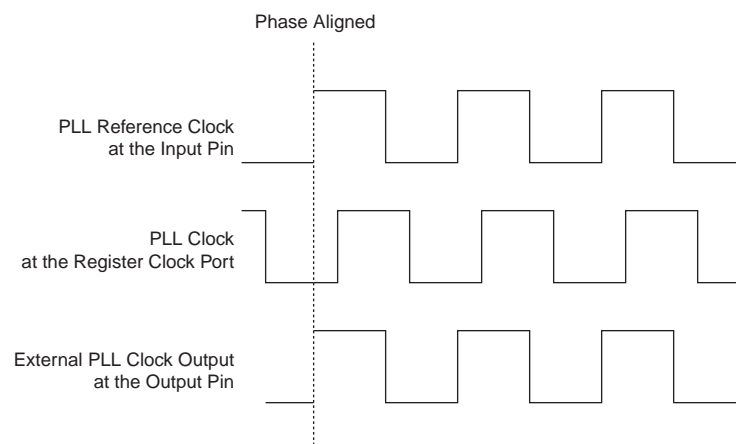 Phase Aligned
PLL Reference Clock
at the Input Pin
PLL Clock
at the Register Clock Port
External PLL Clock Output
at the Output Pin